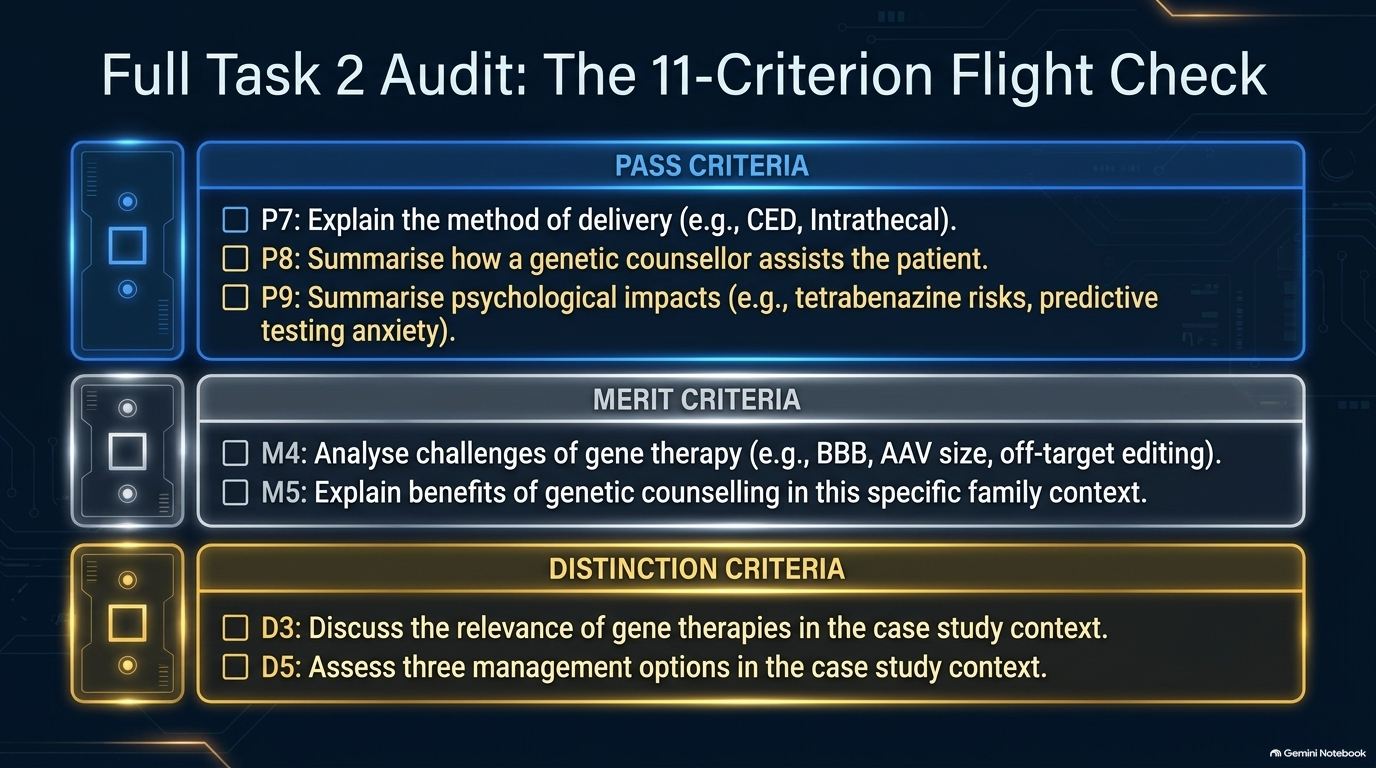 Full Task 2 Audit: The 11-Criterion Flight Check
PASS CRITERIA
P7: Explain the method of delivery (e.g., CED, Intrathecal).
P8: Summarise how a genetic counsellor assists the patient.
P9: Summarise psychological impacts (e.g., tetrabenazine risks, predictive
testing anxiety).
MERIT CRITERIA
M4: Analyse challenges of gene therapy (e.g., BBB, AAV size, off-target editing).
M5: Explain benefits of genetic counselling in this specific family context.
DISTINCTION CRITERIA
D3: Discuss the relevance of gene therapies in the case study context.
D5: Assess three management options in the case study context.
Gemini Notebook